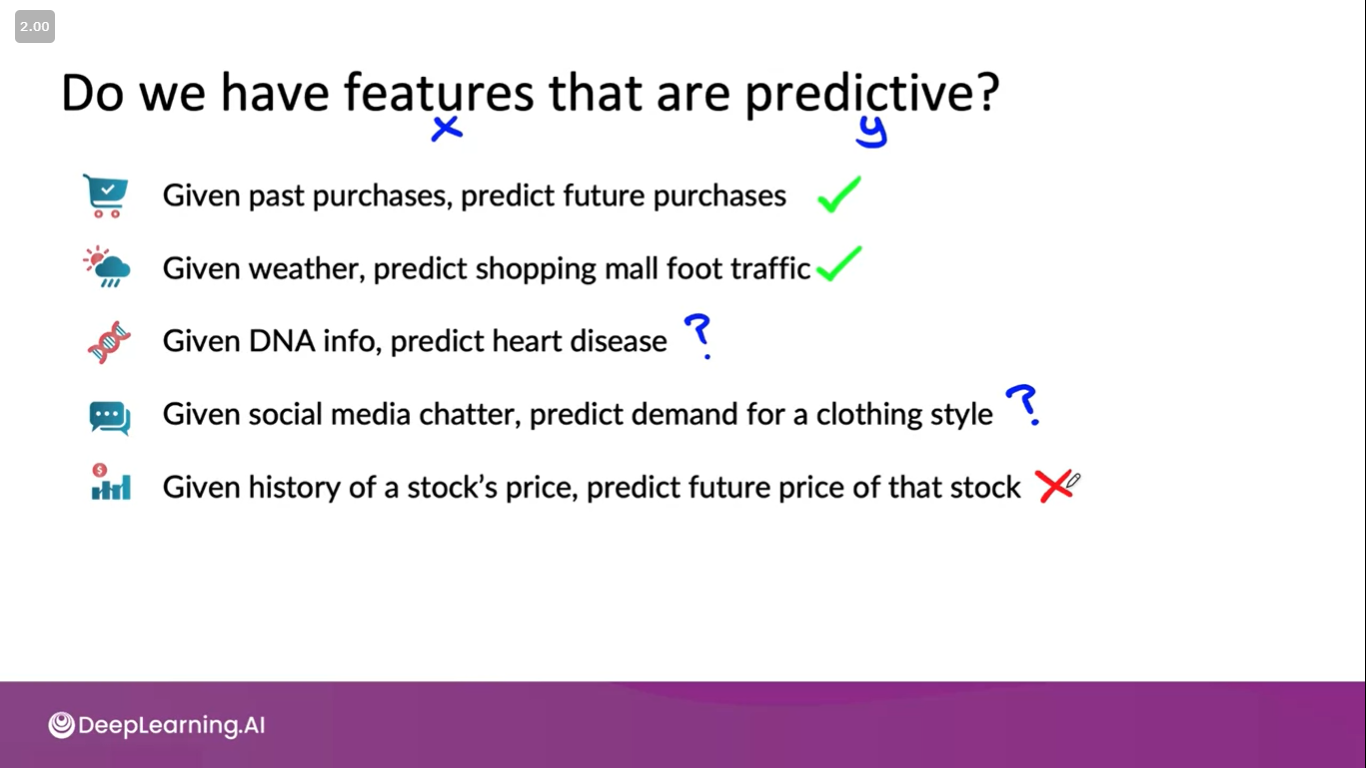 2.00
Do we have features that are predictive?
x y
Given past purchases, predict future purchases
Given weather, predict shopping mall foot traffic
Given DNA info, predict heart disease ?
Given social media chatter, predict demand for a clothing style ?
Given history of a stock’s price, predict future price of that stock
DeepLearning.AI